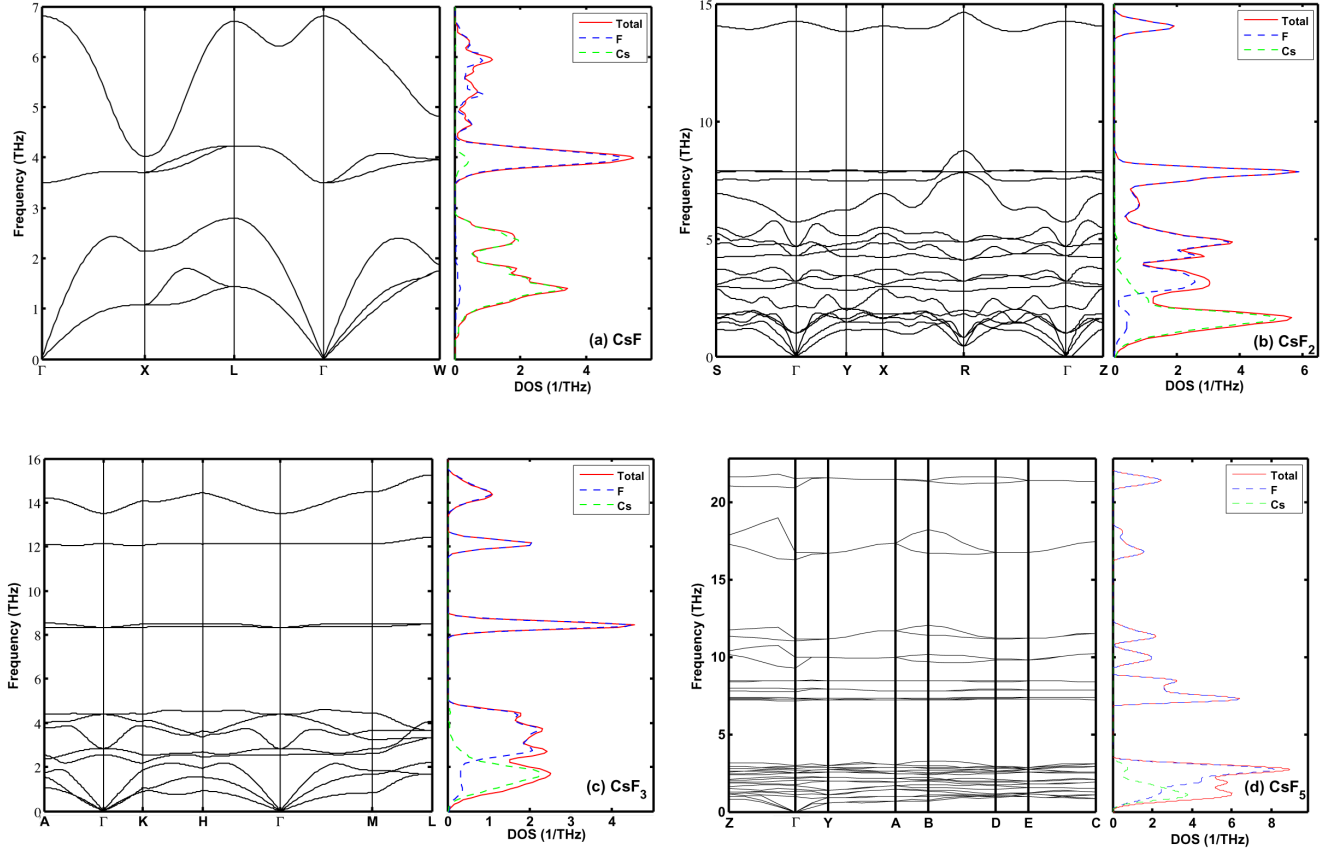 7
6
5
4
3
2
1
0
Frequency (THz)
Γ X L Γ W
Total
F
Cs
(a) CsF
0 2 4
DOS (1/THz)
15
10
5
0
Frequency (THz)
S Γ Y X R Γ Z
Total
F
Cs
(b) CsF2
0 2 4 6
DOS (1/THz)
16
14
12
10
8
6
4
2
0
Frequency (THz)
A Γ K H Γ M L
Total
F
Cs
(c) CsF3
0 1 2 3 4
DOS (1/THz)
20
15
10
5
0
Frequency (THz)
Z Γ Y A B D E C
Total
F
Cs
(d) CsF5
0 2 4 6 8
DOS (1/THz)